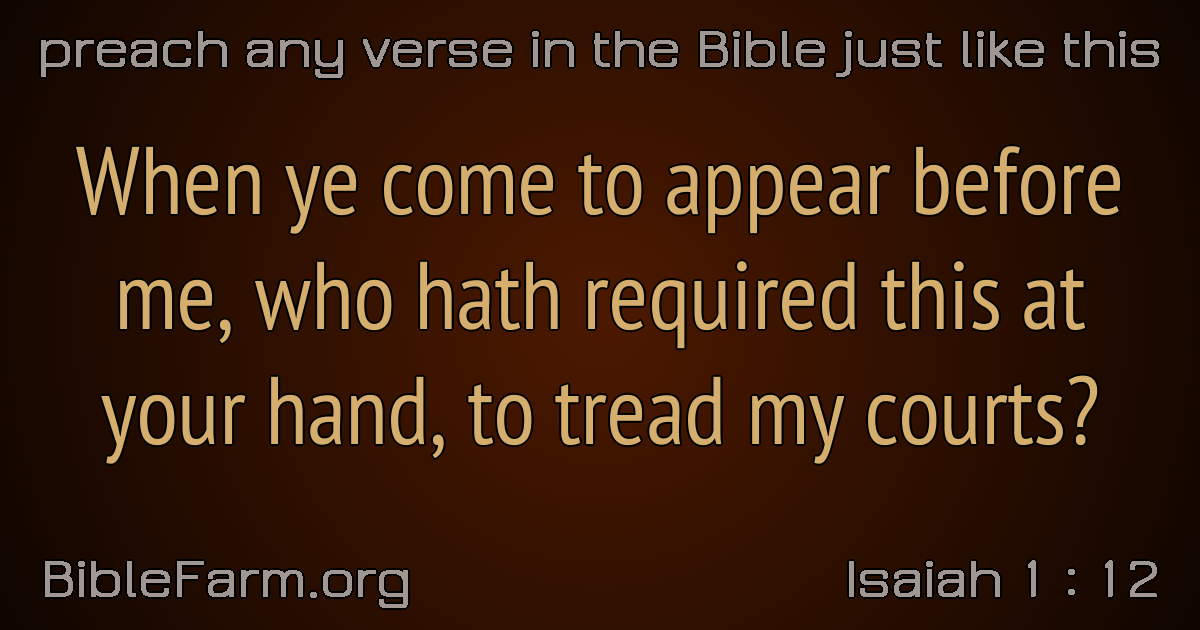 preach any verse in the Bible just like this
When ye come to appear before
me, who hath required this at
your hand, to tread my courts?
BibleFarm.org
Isaiah 1 : 12